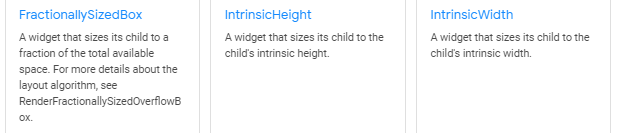 FractionallySizedBox
A widget that sizes its child to a
fraction of the total available
space. For more details about the
layout algorithm, see
RenderFractionallySizedOverflowB
ox.
IntrinsicHeight
A widget that sizes its child to the
child's intrinsic height.
IntrinsicWidth
A widget that sizes its child to the
child's intrinsic width.